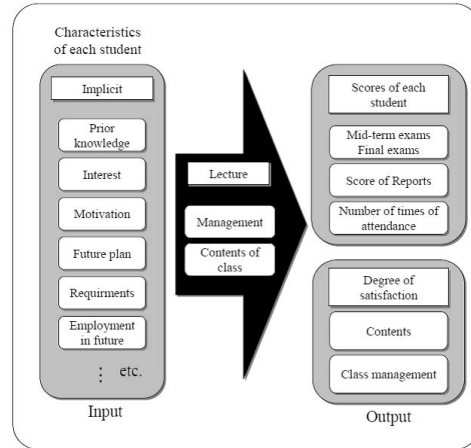 Characteristics
of each student
Implicit
Prior
knowledge
Interest
Motivation
Future plan
Requirments
Employment
in future
⋮ etc.
Input
Lecture
Management
Contents of
class
Scores of each
student
Mid-term exams
Final exams
Score of Reports
Number of times of
attendance
Degree of
satisfaction
Contents
Class management
Output